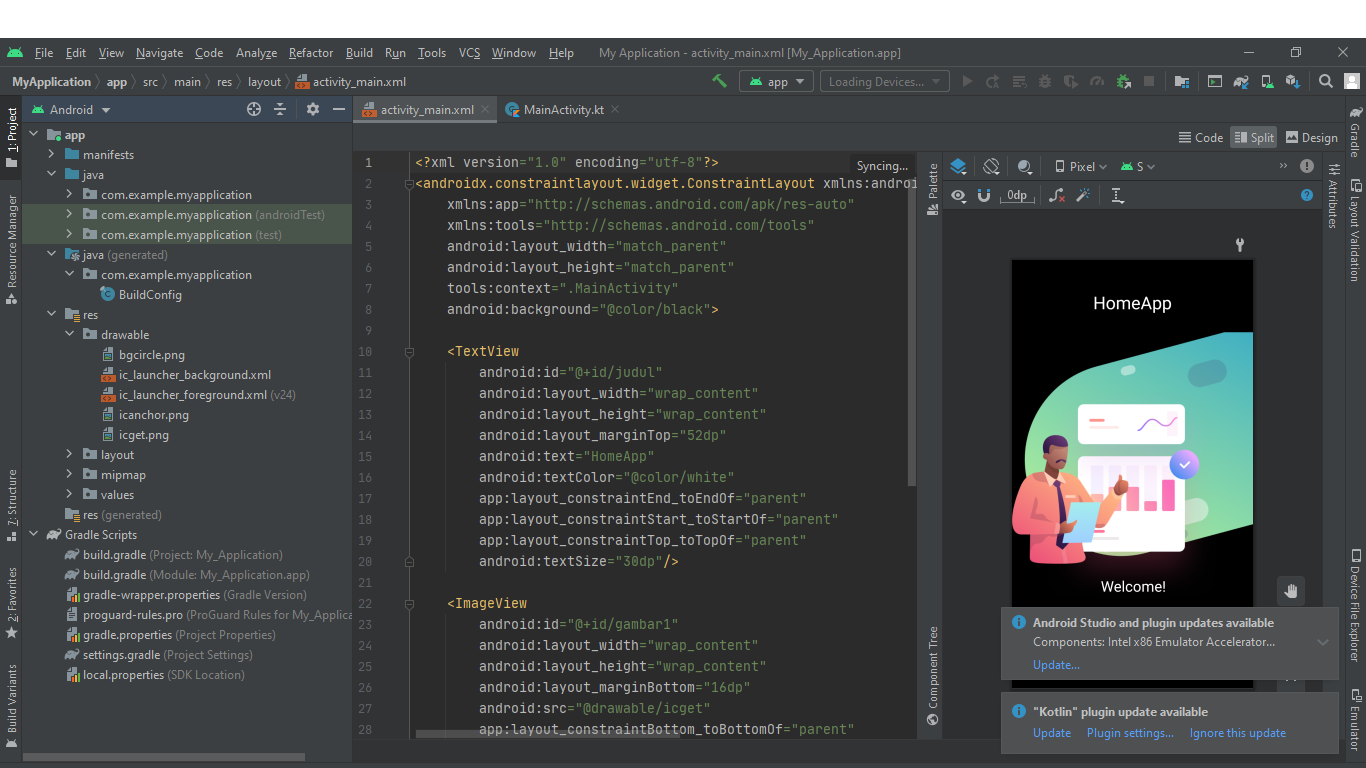 File Edit View Navigate Code Analyze Refactor Build Run Tools VCS Window Help My Application - activity_main.xml [My_Application.app]
MyApplication app src main res layout activity_main.xml app Loading Devices...
Android
activity_main.xml MainActivity.kt
Code Split Design
1: Project
Resource Manager
Z: Structure
2: Favorites
Build Variants
app
manifests
java
com.example.myapplication
com.example.myapplication (androidTest)
com.example.myapplication (test)
java (generated)
com.example.myapplication
BuildConfig
res
drawable
bgcircle.png
ic_launcher_background.xml
ic_launcher_foreground.xml (v24)
icanchor.png
icget.png
layout
mipmap
values
res (generated)
Gradle Scripts
build.gradle (Project: My_Application)
build.gradle (Module: My_Application.app)
gradle-wrapper.properties (Gradle Version)
proguard-rules.pro (ProGuard Rules for My_Applica
gradle.properties (Project Properties)
settings.gradle (Project Settings)
local.properties (SDK Location)
1 <?xml version="1.0" encoding="utf-8"?>
Syncing...
2 <androidx.constraintlayout.widget.ConstraintLayout xmlns:androi
3 xmlns:app="http://schemas.android.com/apk/res-auto"
4 xmlns:tools="http://schemas.android.com/tools"
5 android:layout_width="match_parent"
6 android:layout_height="match_parent"
7 tools:context=".MainActivity"
8 android:background="@color/black">
9
10 <TextView
11 android:id="@+id/judul"
12 android:layout_width="wrap_content"
13 android:layout_height="wrap_content"
14 android:layout_marginTop="52dp"
15 android:text="HomeApp"
16 android:textColor="@color/white"
17 app:layout_constraintEnd_toEndOf="parent"
18 app:layout_constraintStart_toStartOf="parent"
19 app:layout_constraintTop_toTopOf="parent"
20 android:textSize="30dp"/>
21
22 <ImageView
23 android:id="@+id/gambar1"
24 android:layout_width="wrap_content"
25 android:layout_height="wrap_content"
26 android:layout_marginBottom="16dp"
27 android:src="@drawable/icget"
28 app:layout_constraintBottom_toBottomOf="parent"
Palette
Component Tree
Pixel S
0dp
HomeApp
Welcome!
Android Studio and plugin updates available
Components: Intel x86 Emulator Accelerator...
Update...
"Kotlin" plugin update available
Update Plugin settings... Ignore this update
Attributes
Gradle
Layout Validation
Device File Explorer
Emulator